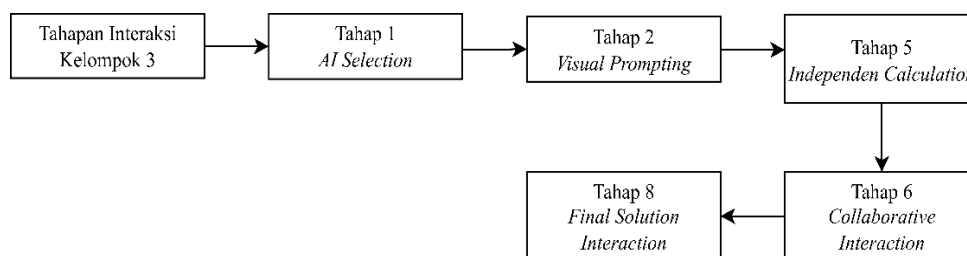 Tahapan Interaksi
Kelompok 3
Tahap 1
AI Selection
Tahap 2
Visual Prompting
Tahap 5
Independen Calculation
Tahap 8
Final Solution
Interaction
Tahap 6
Collaborative
Interaction